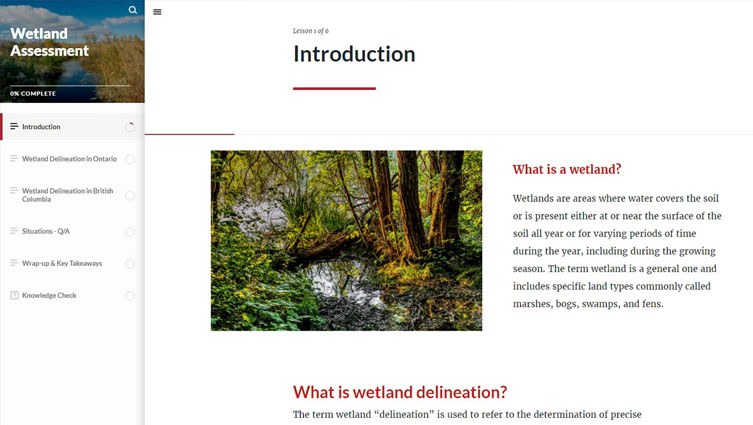 Wetland
Assessment
0% COMPLETE
Introduction
Wetland Delineation in Ontario
Wetland Delineation in British
Columbia
Situations - Q/A
Wrap-up & Key Takeaways
Knowledge Check
Lesson 1 of 6
Introduction
What is a wetland?
Wetlands are areas where water covers the soil
or is present either at or near the surface of the
soil all year or for varying periods of time
during the year, including during the growing
season. The term wetland is a general one and
includes specific land types commonly called
marshes, bogs, swamps, and fens.
What is wetland delineation?
The term wetland “delineation” is used to refer to the determination of precise